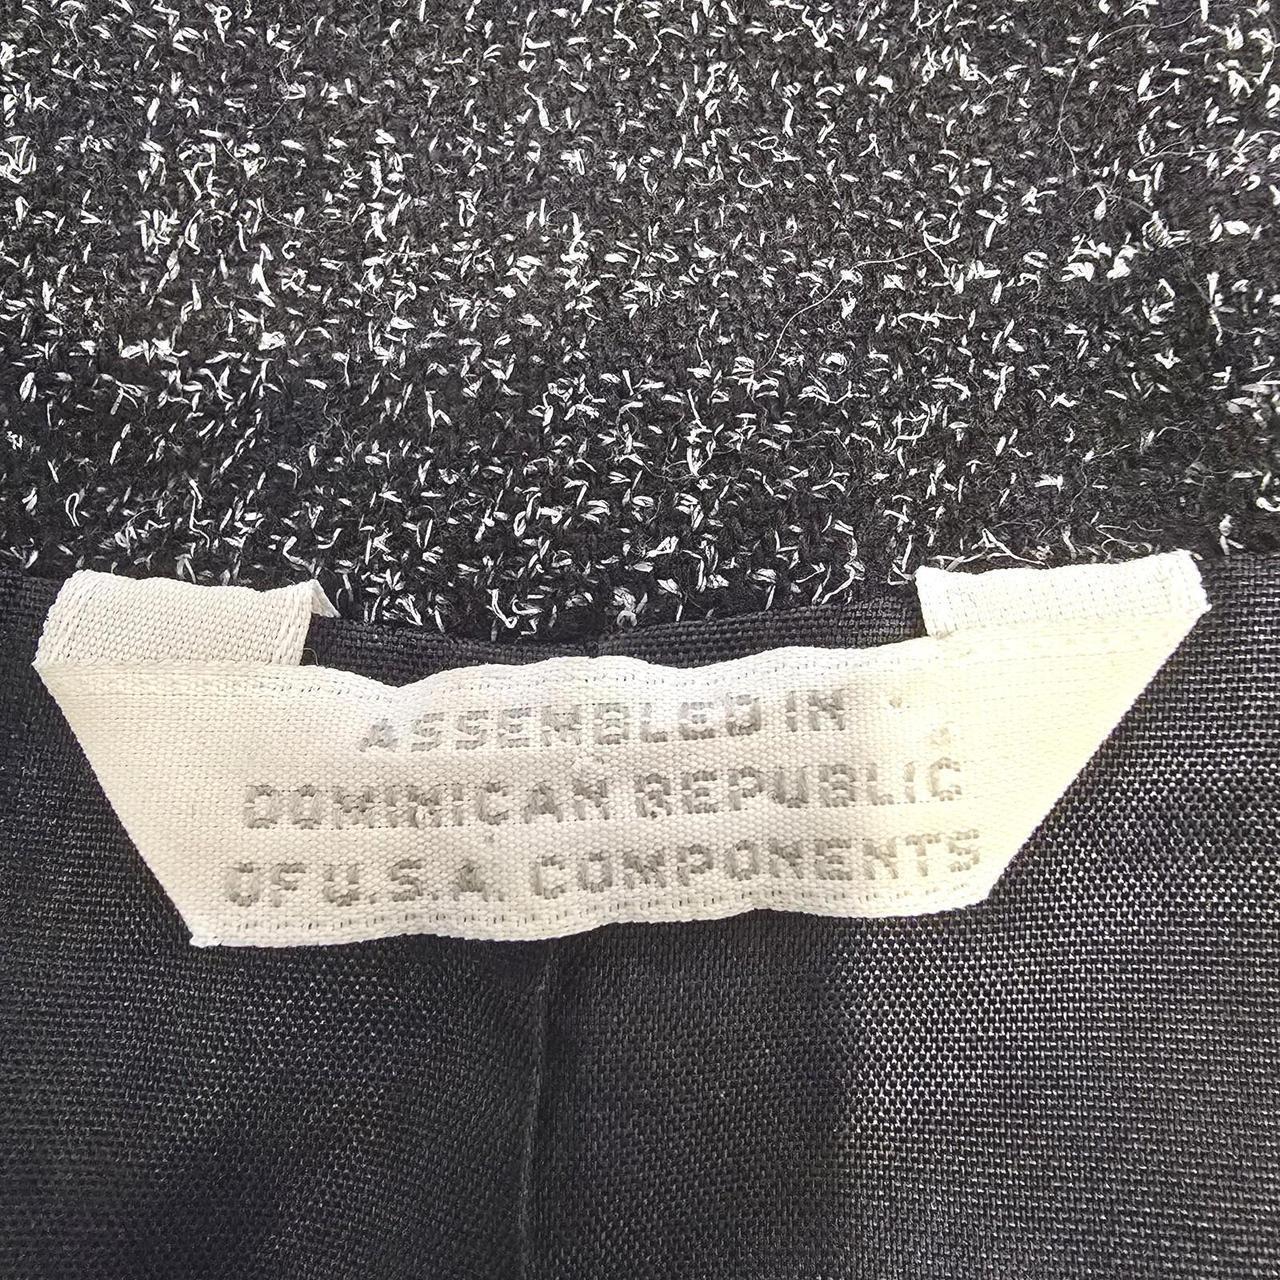 ASSEMBLED IN
DOMINICAN REPUBLIC
OF U.S.A. COMPONENTS